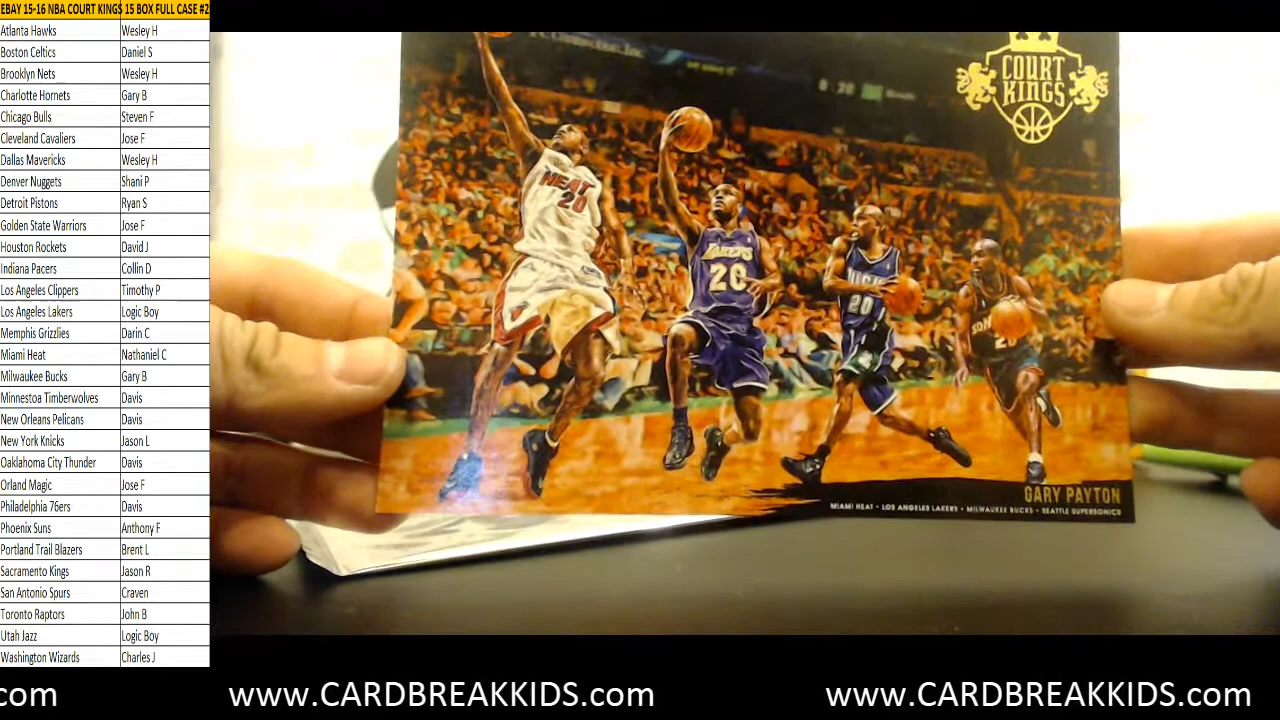 EBAY 15-16 NBA COURT KINGS 15 BOX FULL CASE #2
Atlanta Hawks Wesley H
Boston Celtics Daniel S
Brooklyn Nets Wesley H
Charlotte Hornets Gary B
Chicago Bulls Steven F
Cleveland Cavaliers Jose F
Dallas Mavericks Wesley H
Denver Nuggets Shani P
Detroit Pistons Ryan S
Golden State Warriors Jose F
Houston Rockets David J
Indiana Pacers Collin D
Los Angeles Clippers Timothy P
Los Angeles Lakers Logic Boy
Memphis Grizzlies Darin C
Miami Heat Nathaniel C
Milwaukee Bucks Gary B
Minnestoa Timberwolves Davis
New Orleans Pelicans Davis
New York Knicks Jason L
Oaklahoma City Thunder Davis
Orland Magic Jose F
Philadelphia 76ers Davis
Phoenix Suns Anthony F
Portland Trail Blazers Brent L
Sacramento Kings Jason R
San Antonio Spurs Craven
Toronto Raptors John B
Utah Jazz Logic Boy
Washington Wizards Charles J
COURT
KINGS
HEAT
20
LAKERS
20
20
GARY PAYTON
MIAMI HEAT • LOS ANGELES LAKERS • MILWAUKEE BUCKS • SEATTLE SUPERSONICS
com www.CARDBREAKKIDS.com www.CARDBREAKKIDS.com